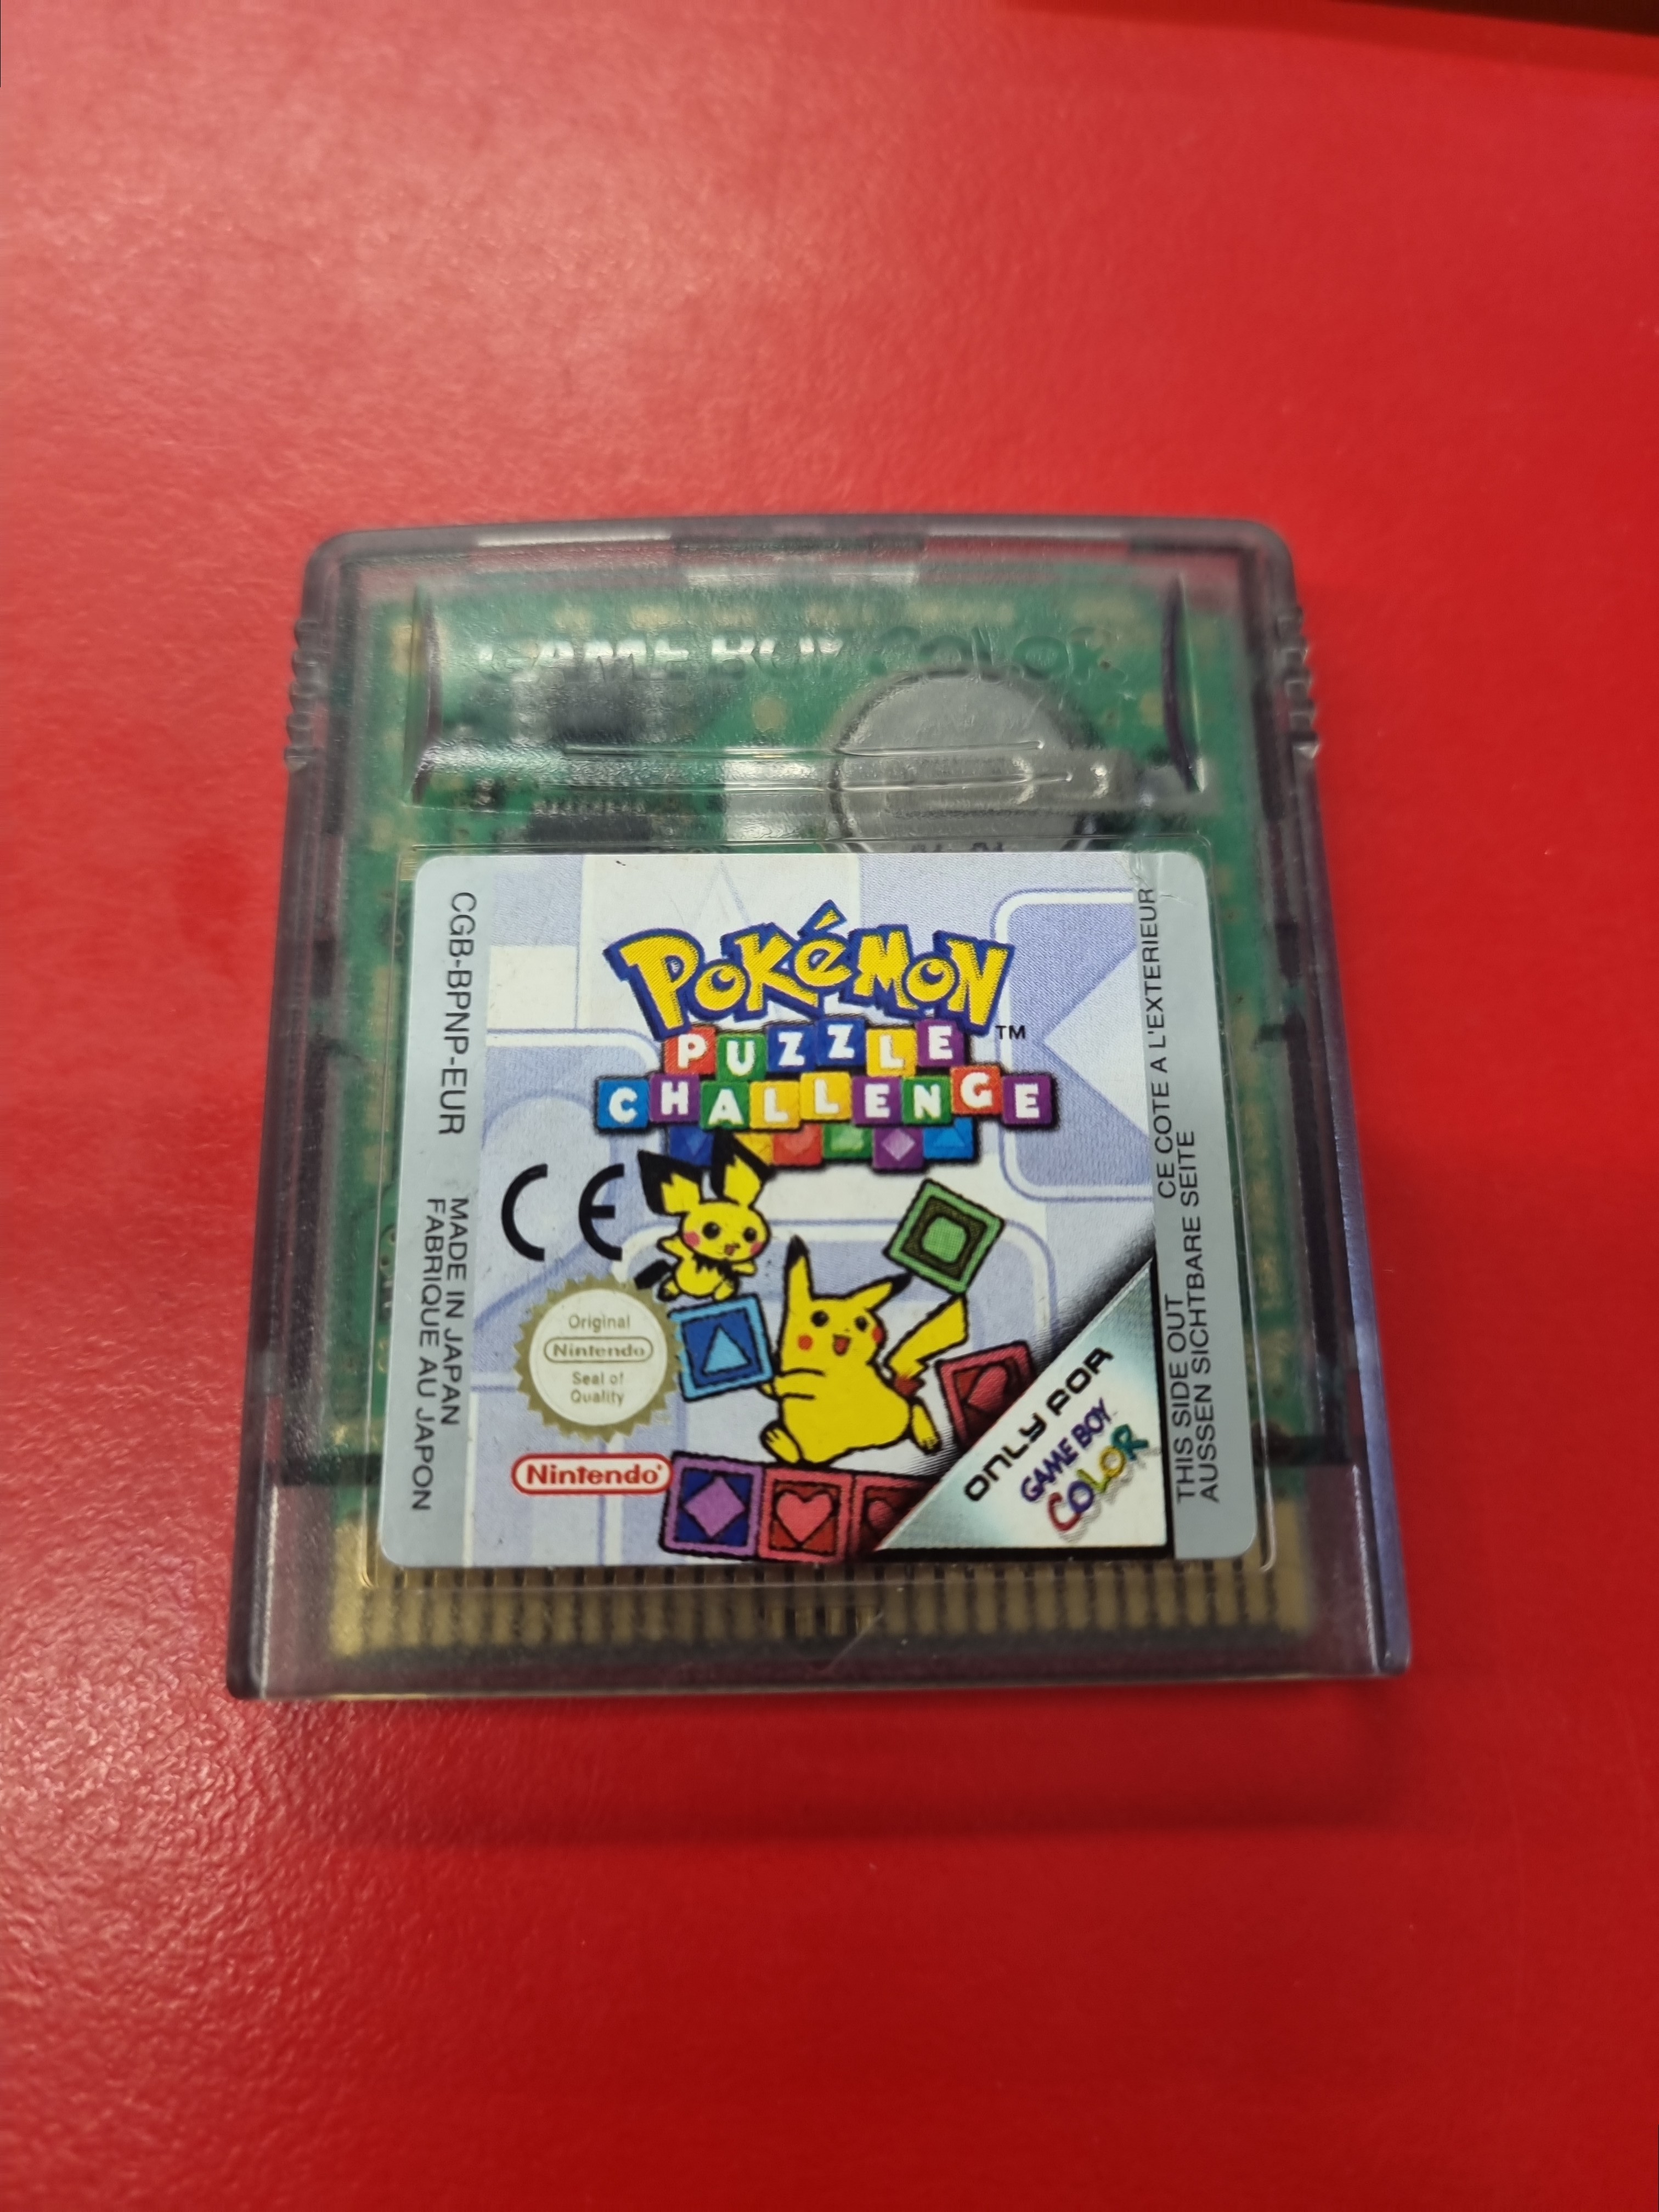 GAME BOY COLOR
CGB-BPNP-EUR
MADE IN JAPAN
FABRIQUE AU JAPON
POKéMON
PUZZLE
TM
CHALLENGE
CE
Original
Nintendo
Seal of
Quality
Nintendo
ONLY FOR
GAME BOY
COLOR
CE COTE A L'EXTERIEUR
THIS SIDE OUT
AUSSEN SICHTBARE SEITE